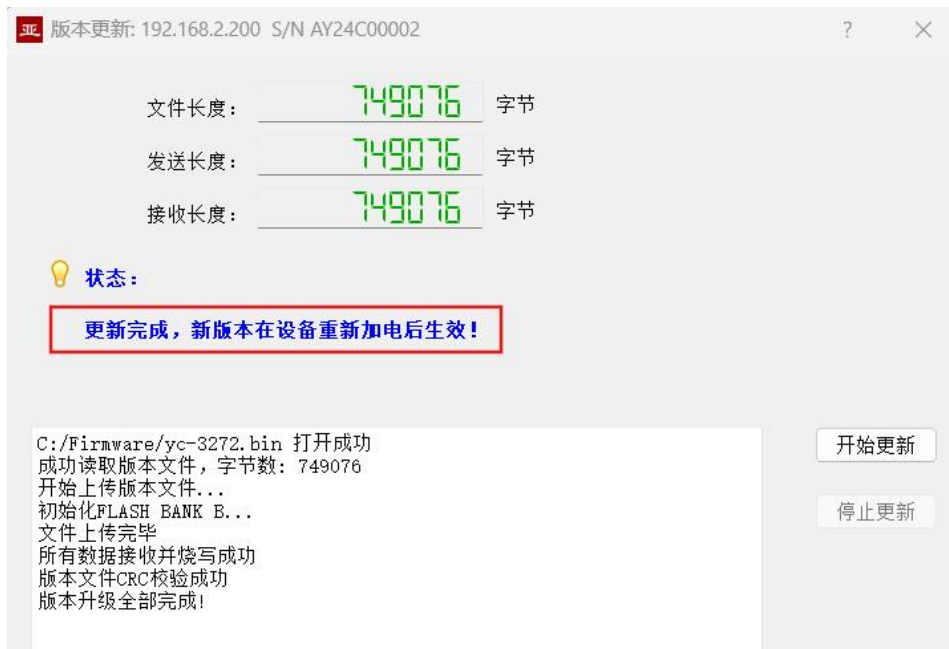 亚 版本更新: 192.168.2.200 S/N AY24C00002 ? ×
文件长度: 749076 字节
发送长度: 749076 字节
接收长度: 749076 字节
状态:
更新完成,新版本在设备重新加电后生效!
C:/Firmware/yc-3272.bin 打开成功
成功读取版本文件,字节数: 749076
开始上传版本文件...
初始化FLASH BANK B...
文件上传完毕
所有数据接收并烧写成功
版本文件CRC校验成功
版本升级全部完成!
开始更新
停止更新